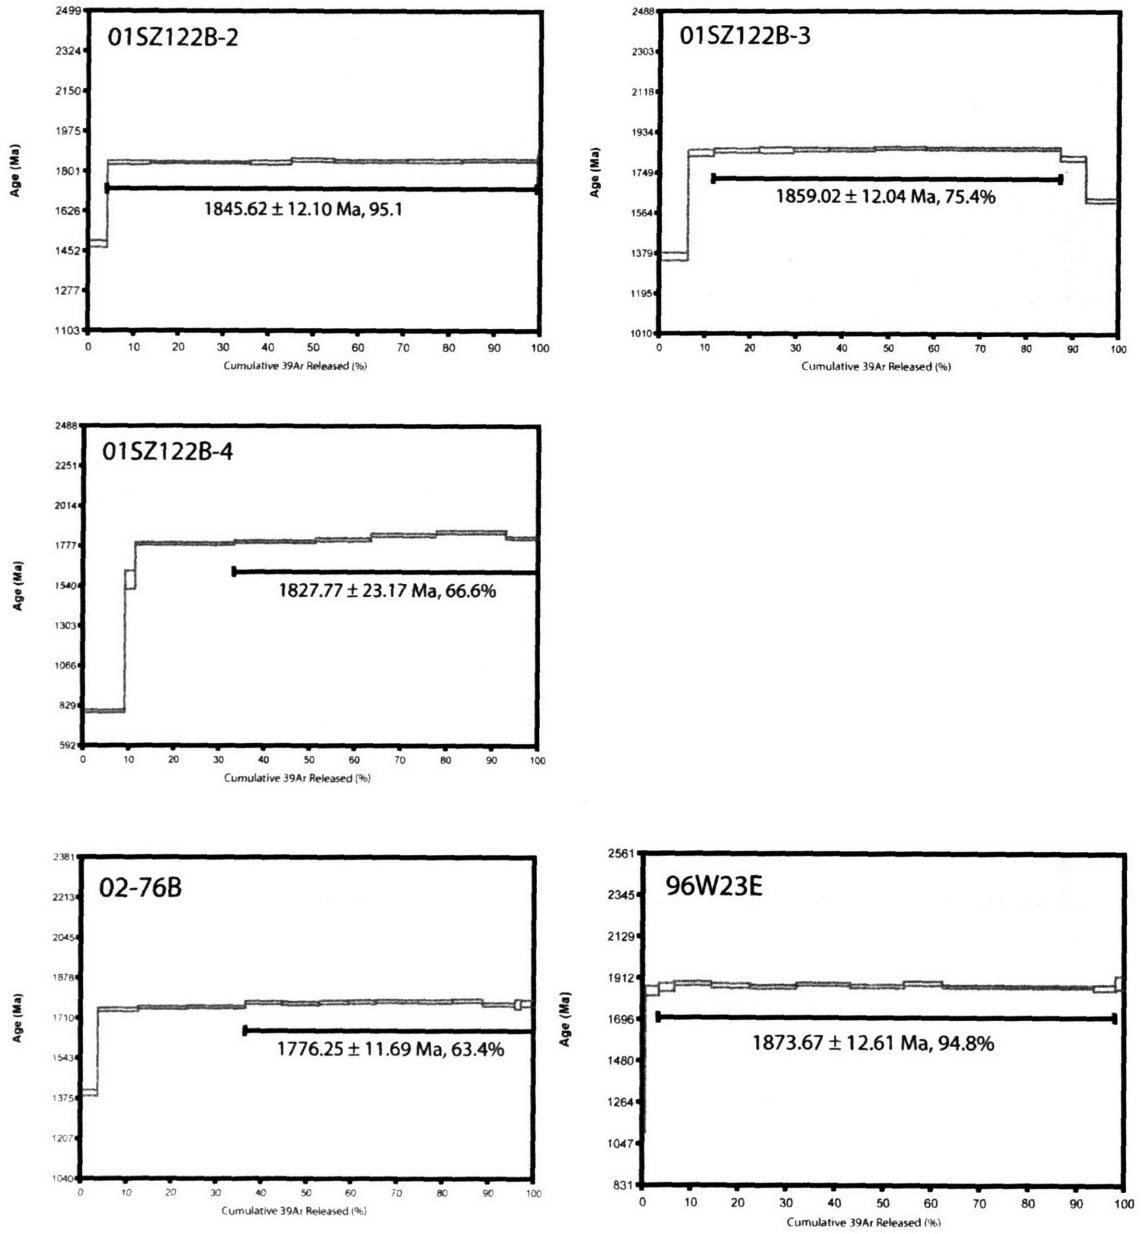 01SZ122B-2
Age (Ma)
2499
2324
2150
1975
1801
1626
1452
1277
1103
1845.62 ± 12.10 Ma, 95.1
0 10 20 30 40 50 60 70 80 90 100
Cumulative 39Ar Released (%)
01SZ122B-3
Age (Ma)
2488
2303
2118
1934
1749
1564
1379
1195
1010
1859.02 ± 12.04 Ma, 75.4%
0 10 20 30 40 50 60 70 80 90 100
Cumulative 39Ar Released (%)
01SZ122B-4
Age (Ma)
2488
2251
2014
1777
1540
1303
1066
829
592
1827.77 ± 23.17 Ma, 66.6%
0 10 20 30 40 50 60 70 80 90 100
Cumulative 39Ar Released (%)
02-76B
Age (Ma)
2381
2213
2045
1878
1710
1543
1375
1207
1040
1776.25 ± 11.69 Ma, 63.4%
0 10 20 30 40 50 60 70 80 90 100
Cumulative 39Ar Released (%)
96W23E
Age (Ma)
2561
2345
2129
1912
1696
1480
1264
1047
831
1873.67 ± 12.61 Ma, 94.8%
0 10 20 30 40 50 60 70 80 90 100
Cumulative 39Ar Released (%)